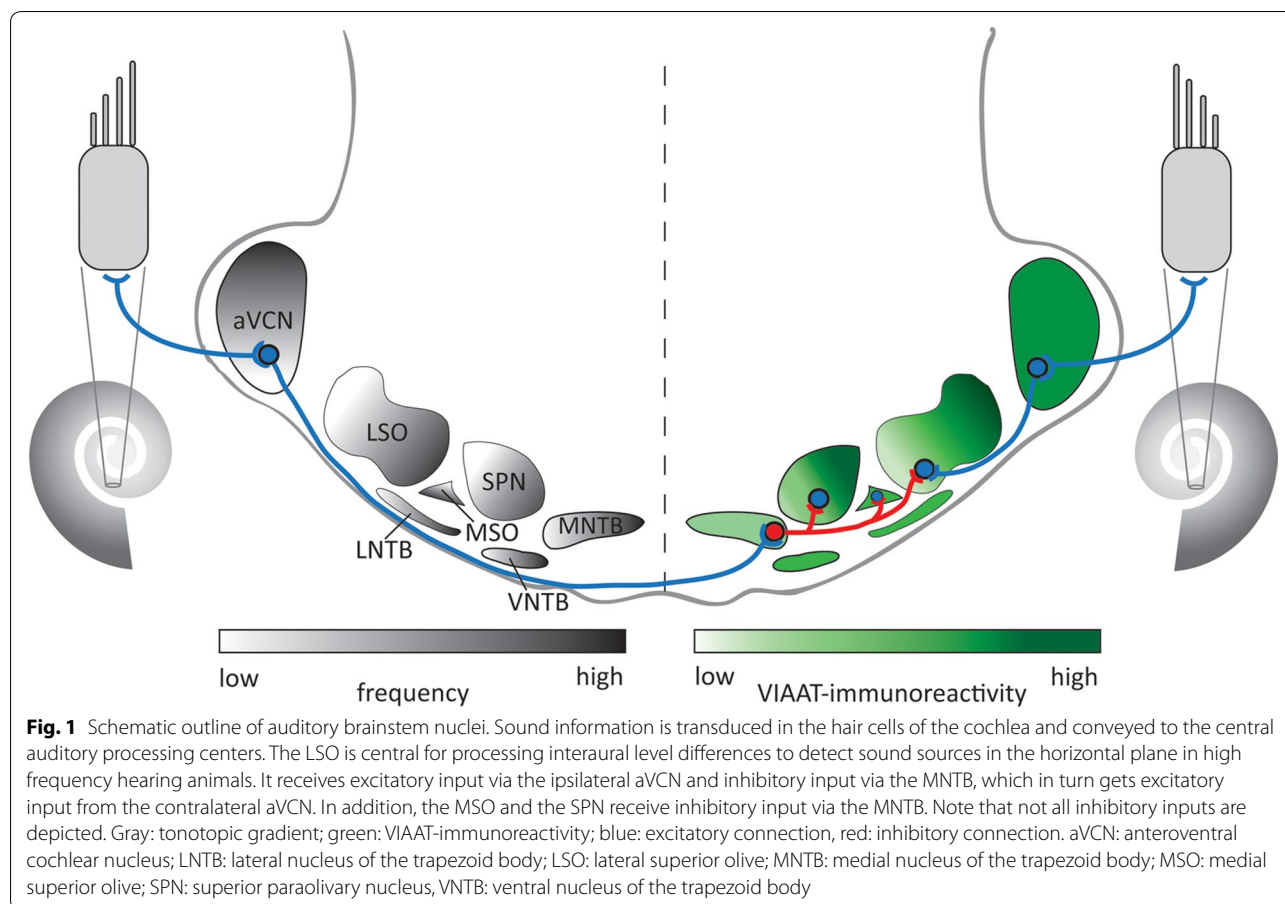 aVCN
LSO
SPN
MSO
MNTB
LNTB
VNTB
low
high
frequency
low
high
VIAAT-immunoreactivity
Fig. 1 Schematic outline of auditory brainstem nuclei. Sound information is transduced in the hair cells of the cochlea and conveyed to the central
auditory processing centers. The LSO is central for processing interaural level differences to detect sound sources in the horizontal plane in high
frequency hearing animals. It receives excitatory input via the ipsilateral aVCN and inhibitory input via the MNTB, which in turn gets excitatory
input from the contralateral aVCN. In addition, the MSO and the SPN receive inhibitory input via the MNTB. Note that not all inhibitory inputs are
depicted. Gray: tonotopic gradient; green: VIAAT-immunoreactivity; blue: excitatory connection, red: inhibitory connection. aVCN: anteroventral
cochlear nucleus; LNTB: lateral nucleus of the trapezoid body; LSO: lateral superior olive; MNTB: medial nucleus of the trapezoid body; MSO: medial
superior olive; SPN: superior paraolivary nucleus, VNTB: ventral nucleus of the trapezoid body